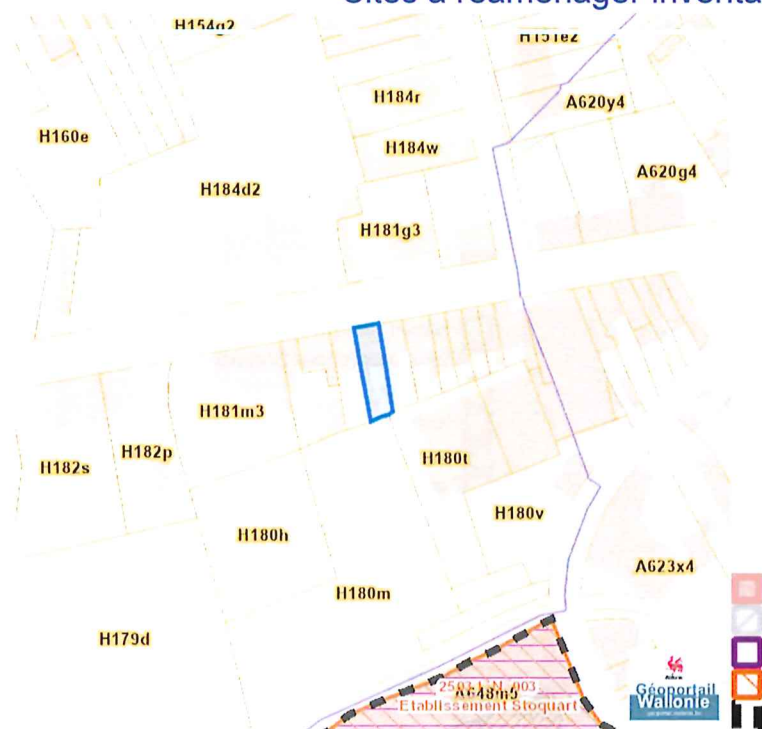 Sites à réaménager inventa
H154g2
H151e2
H184r
A620y4
H160e
H184w
A620g4
H184d2
H181g3
H181m3
H182p
H182s
H180t
H180v
H180h
A623x4
H180m
H179d
A648m5
Etablissement Stoquart
Géoportail
Wallonie